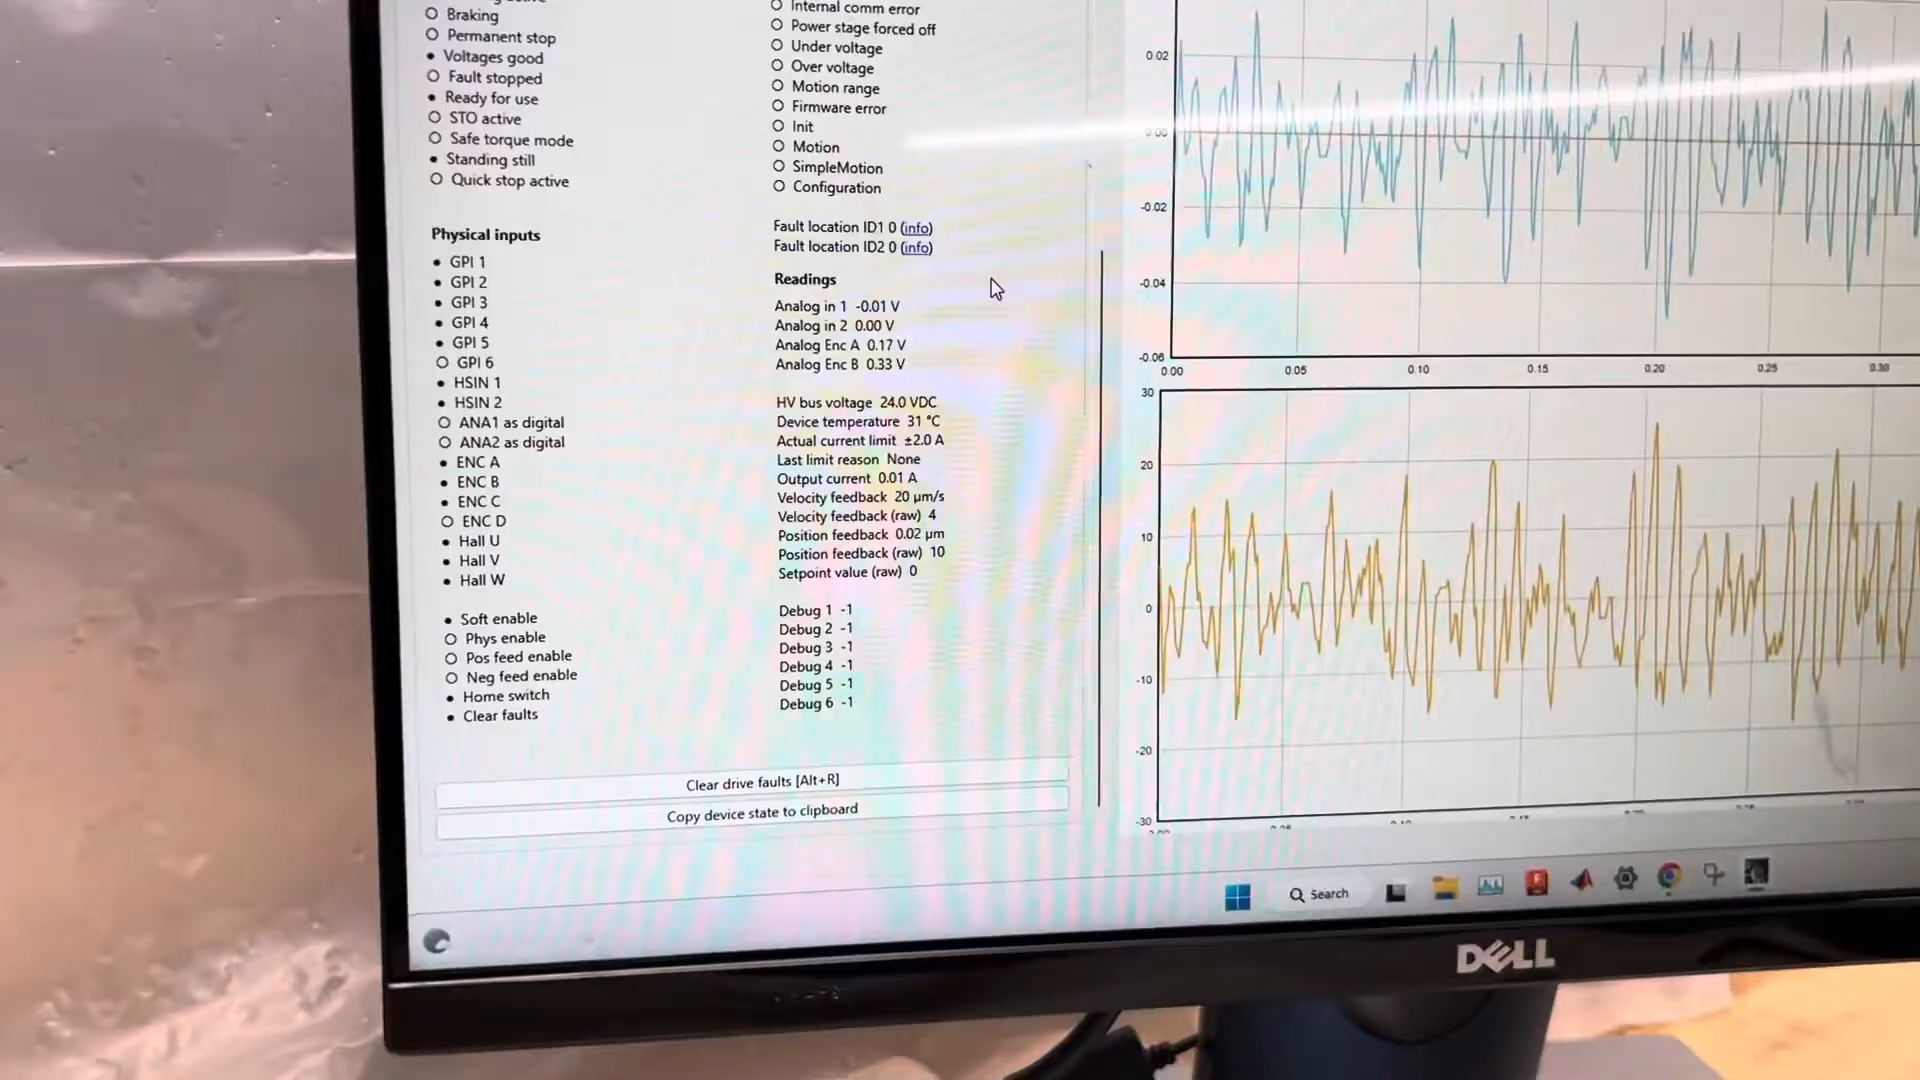 Braking
Permanent stop
Voltages good
Fault stopped
Ready for use
STO active
Safe torque mode
Standing still
Quick stop active
Internal comm error
Power stage forced off
Under voltage
Over voltage
Motion range
Firmware error
Init
Motion
SimpleMotion
Configuration
Physical inputs
GPI 1
GPI 2
GPI 3
GPI 4
GPI 5
GPI 6
HSIN 1
HSIN 2
ANA1 as digital
ANA2 as digital
ENC A
ENC B
ENC C
ENC D
Hall U
Hall V
Hall W
Soft enable
Phys enable
Pos feed enable
Neg feed enable
Home switch
Clear faults
Fault location ID1 0 (info)
Fault location ID2 0 (info)
Readings
Analog in 1 -0.01 V
Analog in 2 0.00 V
Analog Enc A 0.17 V
Analog Enc B 0.33 V
HV bus voltage 24.0 VDC
Device temperature 31 °C
Actual current limit ±2.0 A
Last limit reason None
Output current 0.01 A
Velocity feedback 20 µm/s
Velocity feedback (raw) 4
Position feedback 0.02 µm
Position feedback (raw) 10
Setpoint value (raw) 0
Debug 1 -1
Debug 2 -1
Debug 3 -1
Debug 4 -1
Debug 5 -1
Debug 6 -1
Clear drive faults [Alt+R]
Copy device state to clipboard
0.02
0.00
-0.02
-0.04
-0.06
0.00 0.05 0.10 0.15 0.20 0.25 0.30
30
20
10
0
-10
-20
-30
Search
DELL